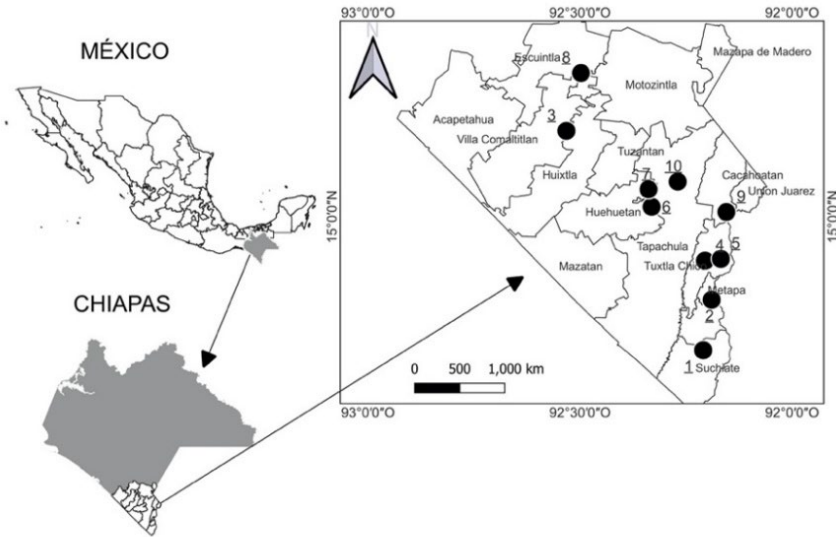 MÉXICO
CHIAPAS
93°0'0"O 92°30'0"O 92°0'0"O
N
Escuintla 8
Mazapa de Madero
Motozintla
Acapetahua
3
Villa Comaltitlan
Tuzantan
10
Huixtla
7
Cacahoatan
Union Juarez
9
6
Huehuetan
15°0'0"N
15°0'0"N
Tapachula
4 5
Mazatan
Tuxtla Chico
Metapa
2
0 500 1,000 km
1 Suchiate
93°0'0"O 92°30'0"O 92°0'0"O